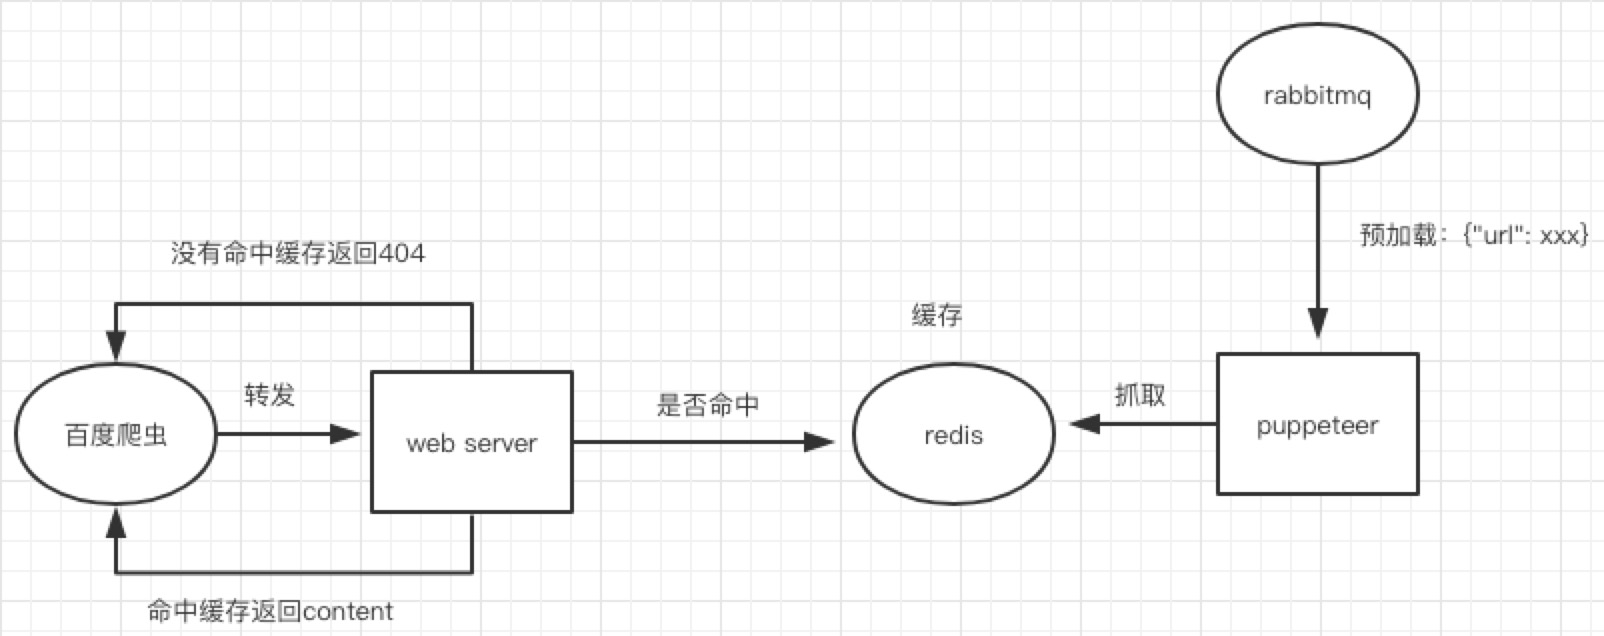 rabbitmq
预加载：{"url": xxx}
没有命中缓存返回404
缓存
转发
是否命中
抓取
百度爬虫
web server
redis
puppeteer
命中缓存返回content